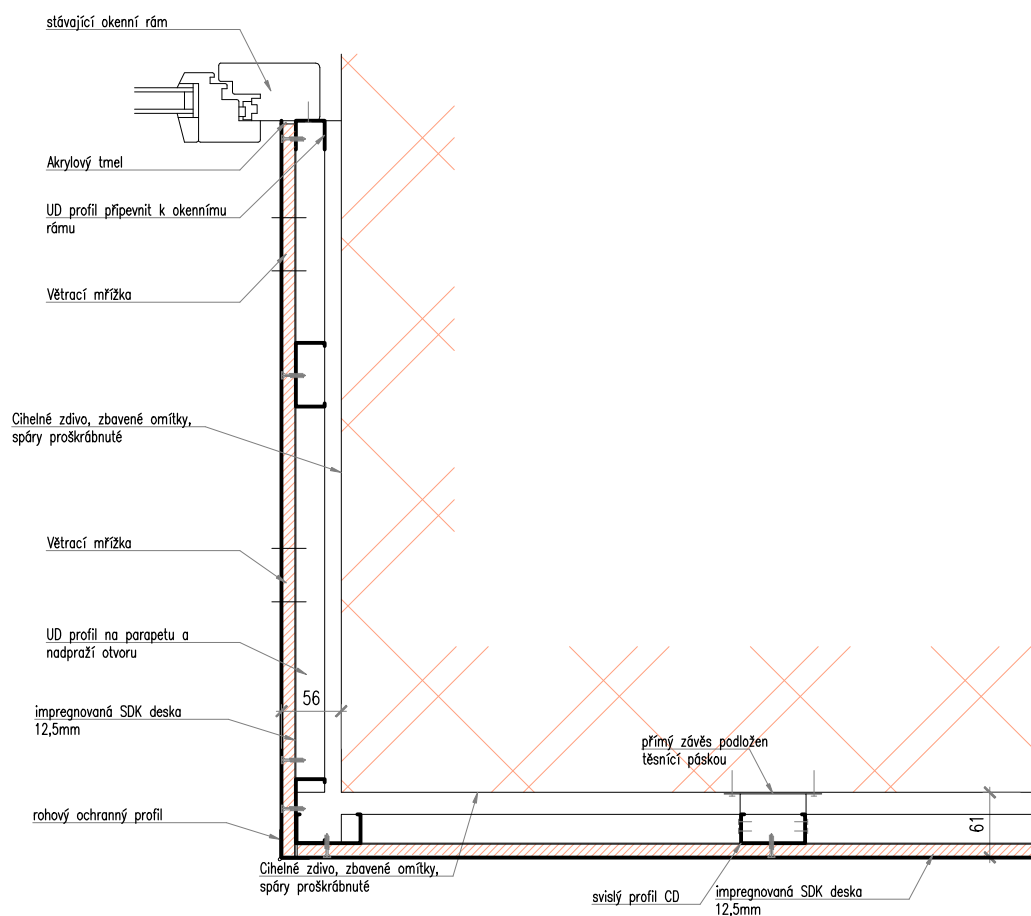 stávající okenní rám
Akrylový tmel
UD profil připevnit k okennímu
rámu
Větrací mřížka
Cihelné zdivo, zbavené omítky,
spáry proškrábnuté
Větrací mřížka
UD profil na parapetu a
nadpraží otvoru
56
impregnovaná SDK deska
12,5mm
přímý závěs podložen
těsnící páskou
rohový ochranný profil
61
Cihelné zdivo, zbavené omítky,
spáry proškrábnuté
svislý profil CD
impregnovaná SDK deska
12,5mm